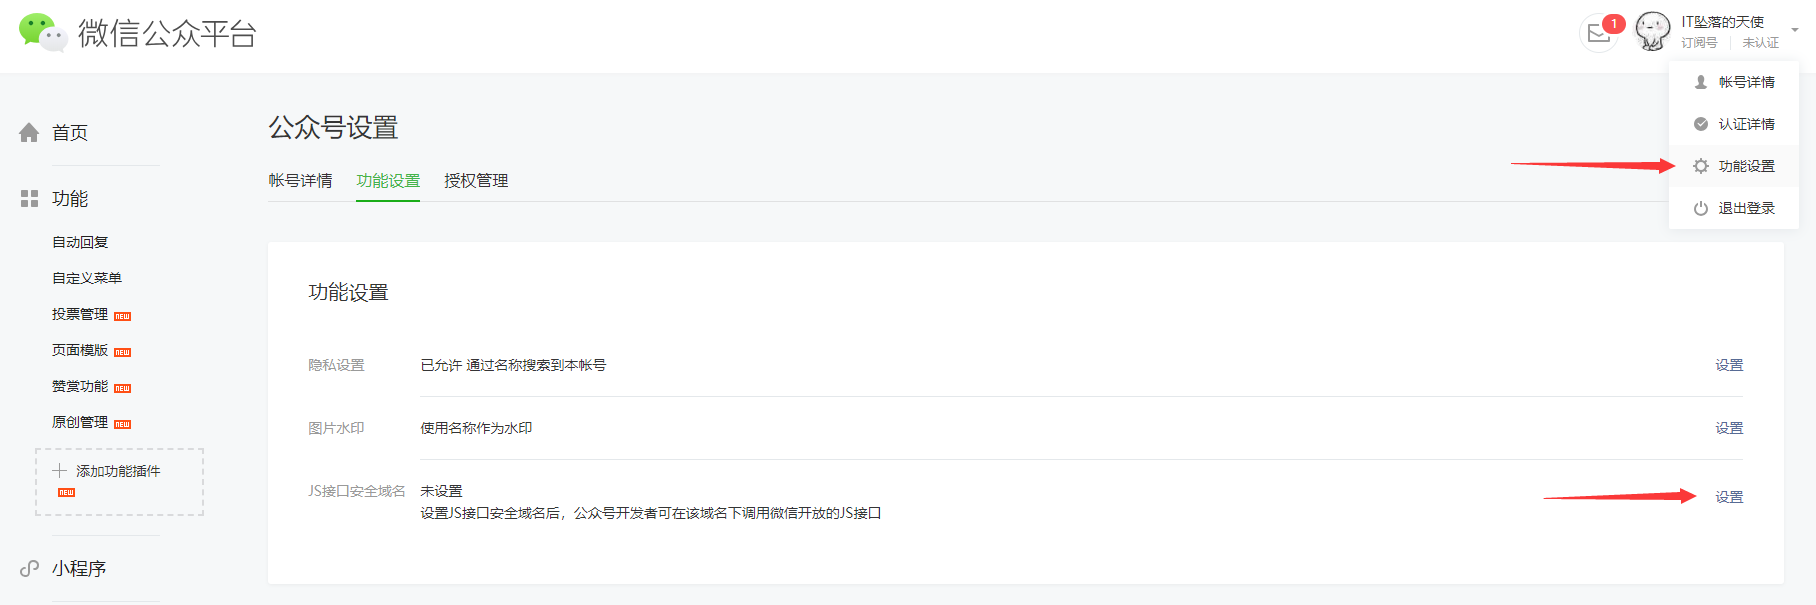 微信公众平台
1
IT坠落的天使
订阅号 未认证
帐号详情
认证详情
功能设置
退出登录
首页
功能
自动回复
自定义菜单
投票管理 NEW
页面模版 NEW
赞赏功能 NEW
原创管理 NEW
添加功能插件
NEW
小程序
公众号设置
帐号详情 功能设置 授权管理
功能设置
隐私设置 已允许 通过名称搜索到本帐号 设置
图片水印 使用名称作为水印 设置
JS接口安全域名 未设置 设置
设置JS接口安全域名后，公众号开发者可在该域名下调用微信开放的JS接口